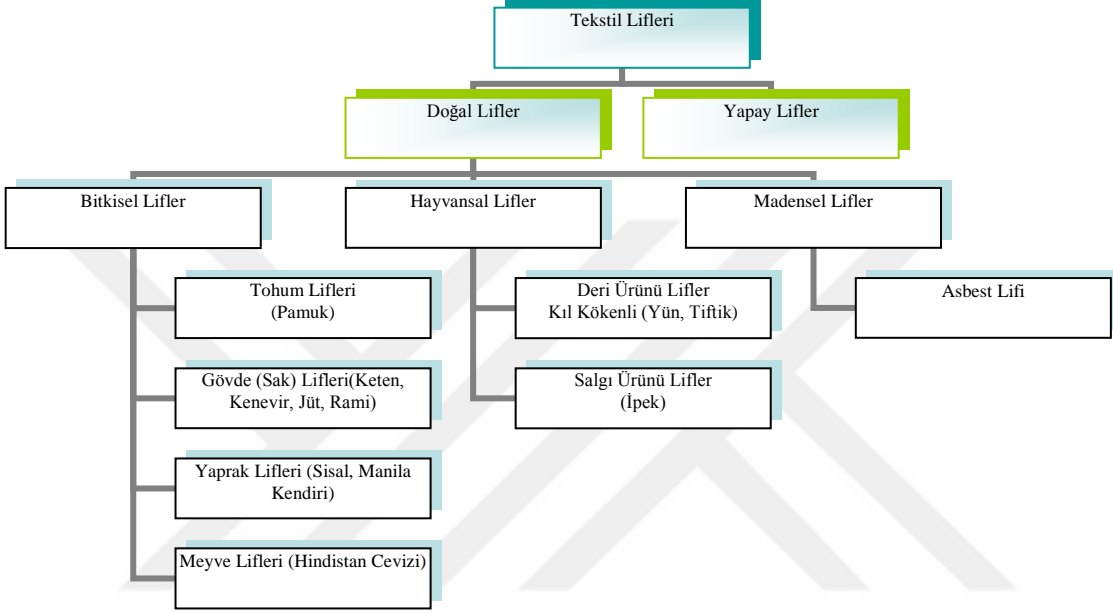 Tekstil Lifleri
Doğal Lifler
Yapay Lifler
Bitkisel Lifler
Hayvansal Lifler
Madensel Lifler
Tohum Lifleri
(Pamuk)
Gövde (Sak) Lifleri(Keten,
Kenevir, Jüt, Rami)
Yaprak Lifleri (Sisal, Manila
Kendiri)
Meyve Lifleri (Hindistan Cevizi)
Deri Ürünü Lifler
Kıl Kökenli (Yün, Tiftik)
Salgı Ürünü Lifler
(İpek)
Asbest Lifi